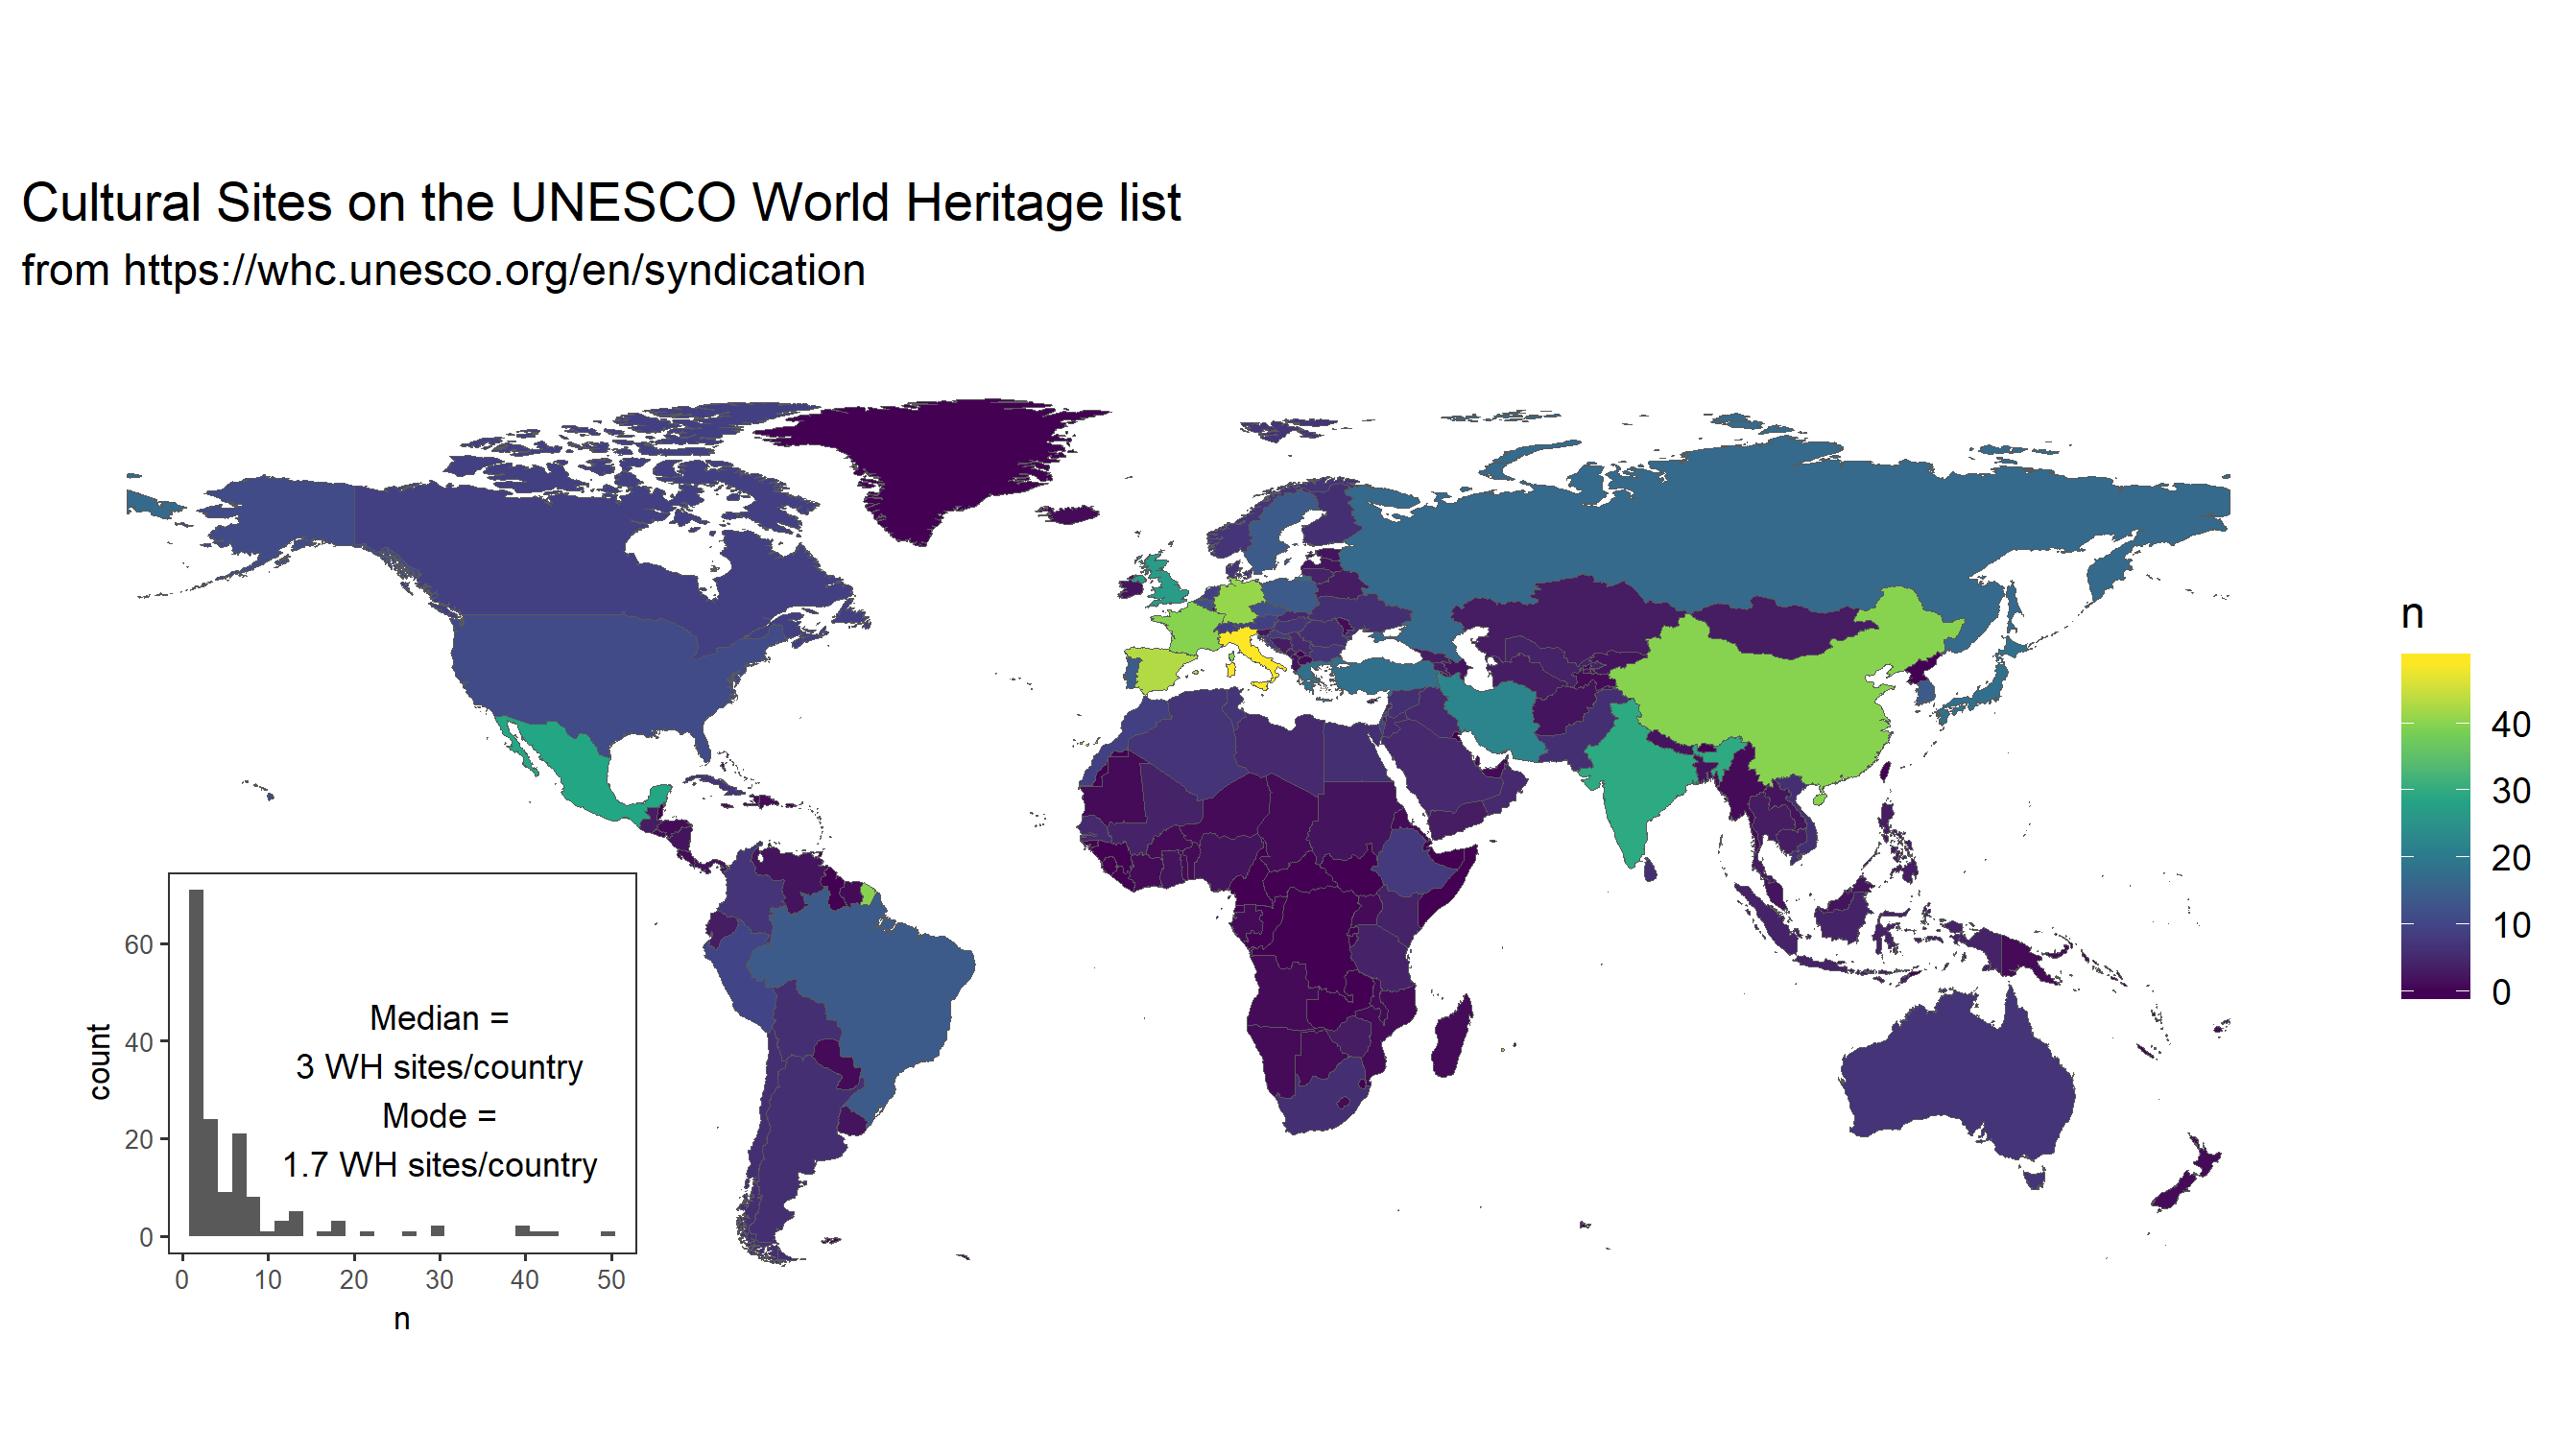 Cultural Sites on the UNESCO World Heritage list
from https://whc.unesco.org/en/syndication
n
40
30
20
10
0
60
40
20
0
count
Median =
3 WH sites/country
Mode =
1.7 WH sites/country
0 10 20 30 40 50
n